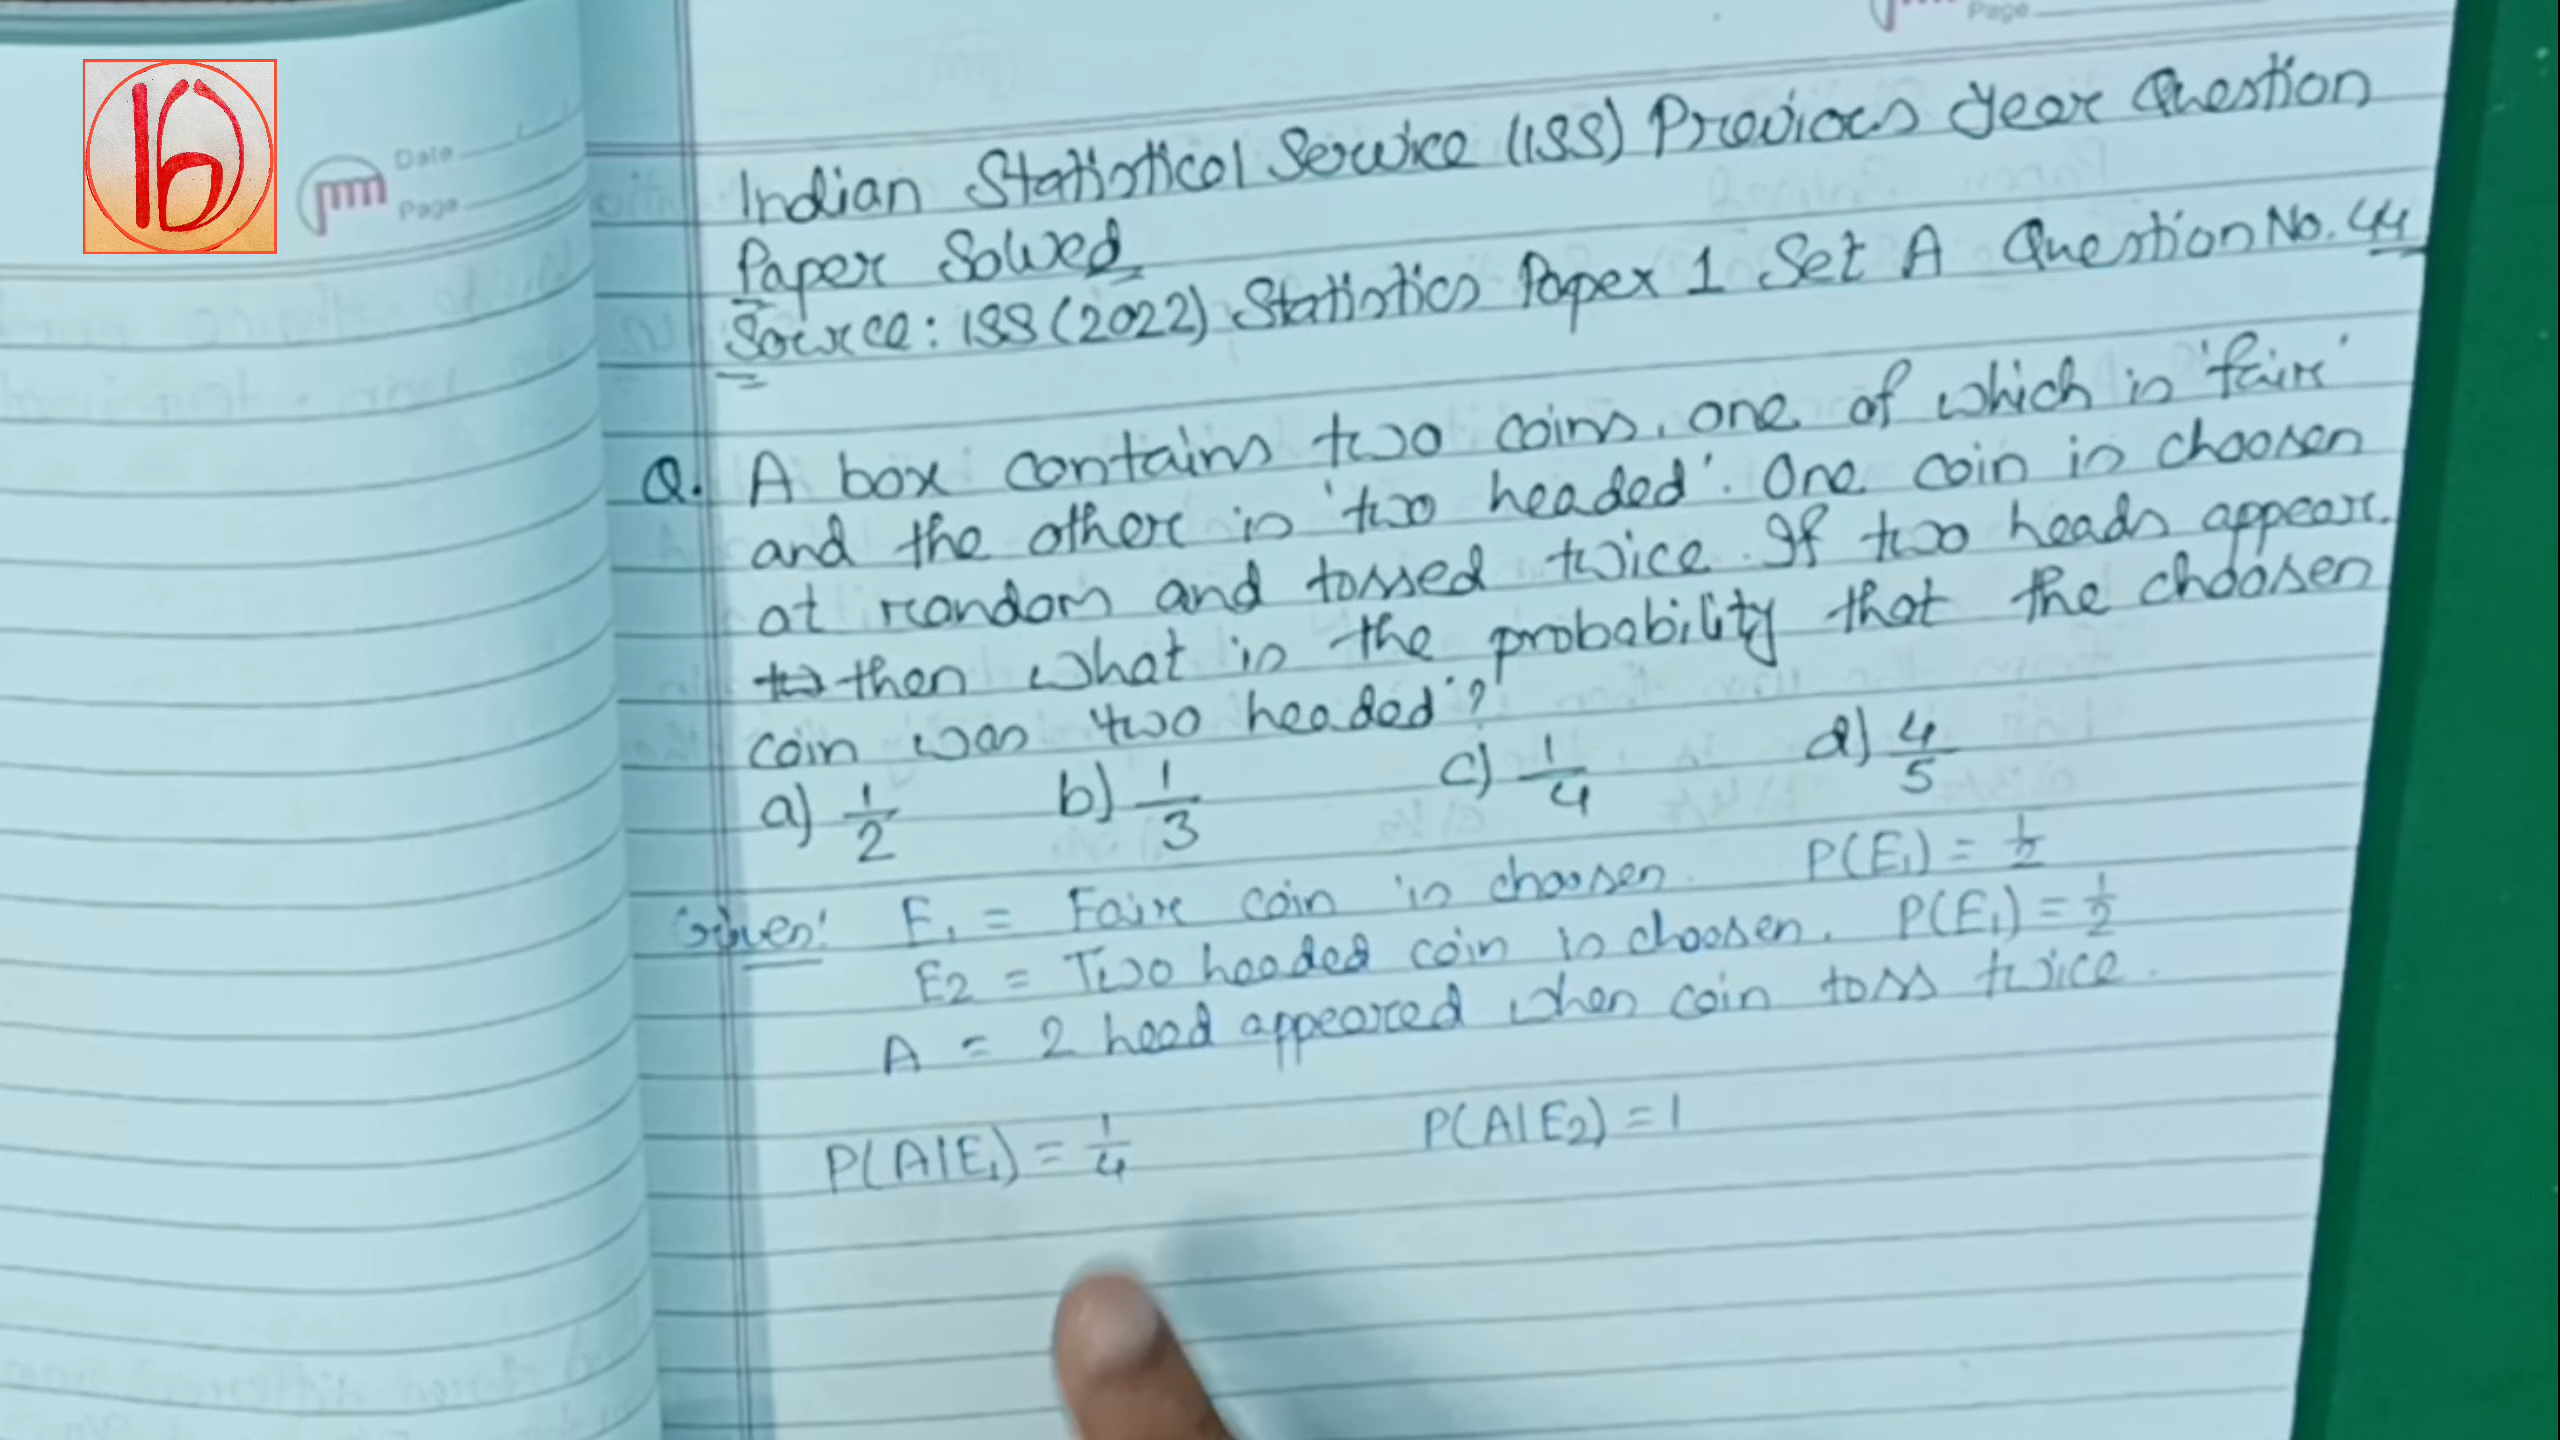 Page
Date
Page
Indian Statistical Service (ISS) Previous Year Question
Paper Solved
Source: ISS (2022) Statistics Paper 1 Set A Question No. 44
Q. A box contains two coins, one of which is 'fair'
and the other is 'two headed'. One coin is choosen
at random and tossed twice. If two heads appear.
then what is the probability that the choosen
coin was two headed'?
a) 1/2 b) 1/3 c) 1/4 d) 4/5
Given: E1 = Fair coin is choosen. P(E1) = 1/2
E2 = Two headed coin is choosen. P(E1) = 1/2
A = 2 head appeared when coin toss twice.
P(A|E1) = 1/4 P(A|E2) = 1